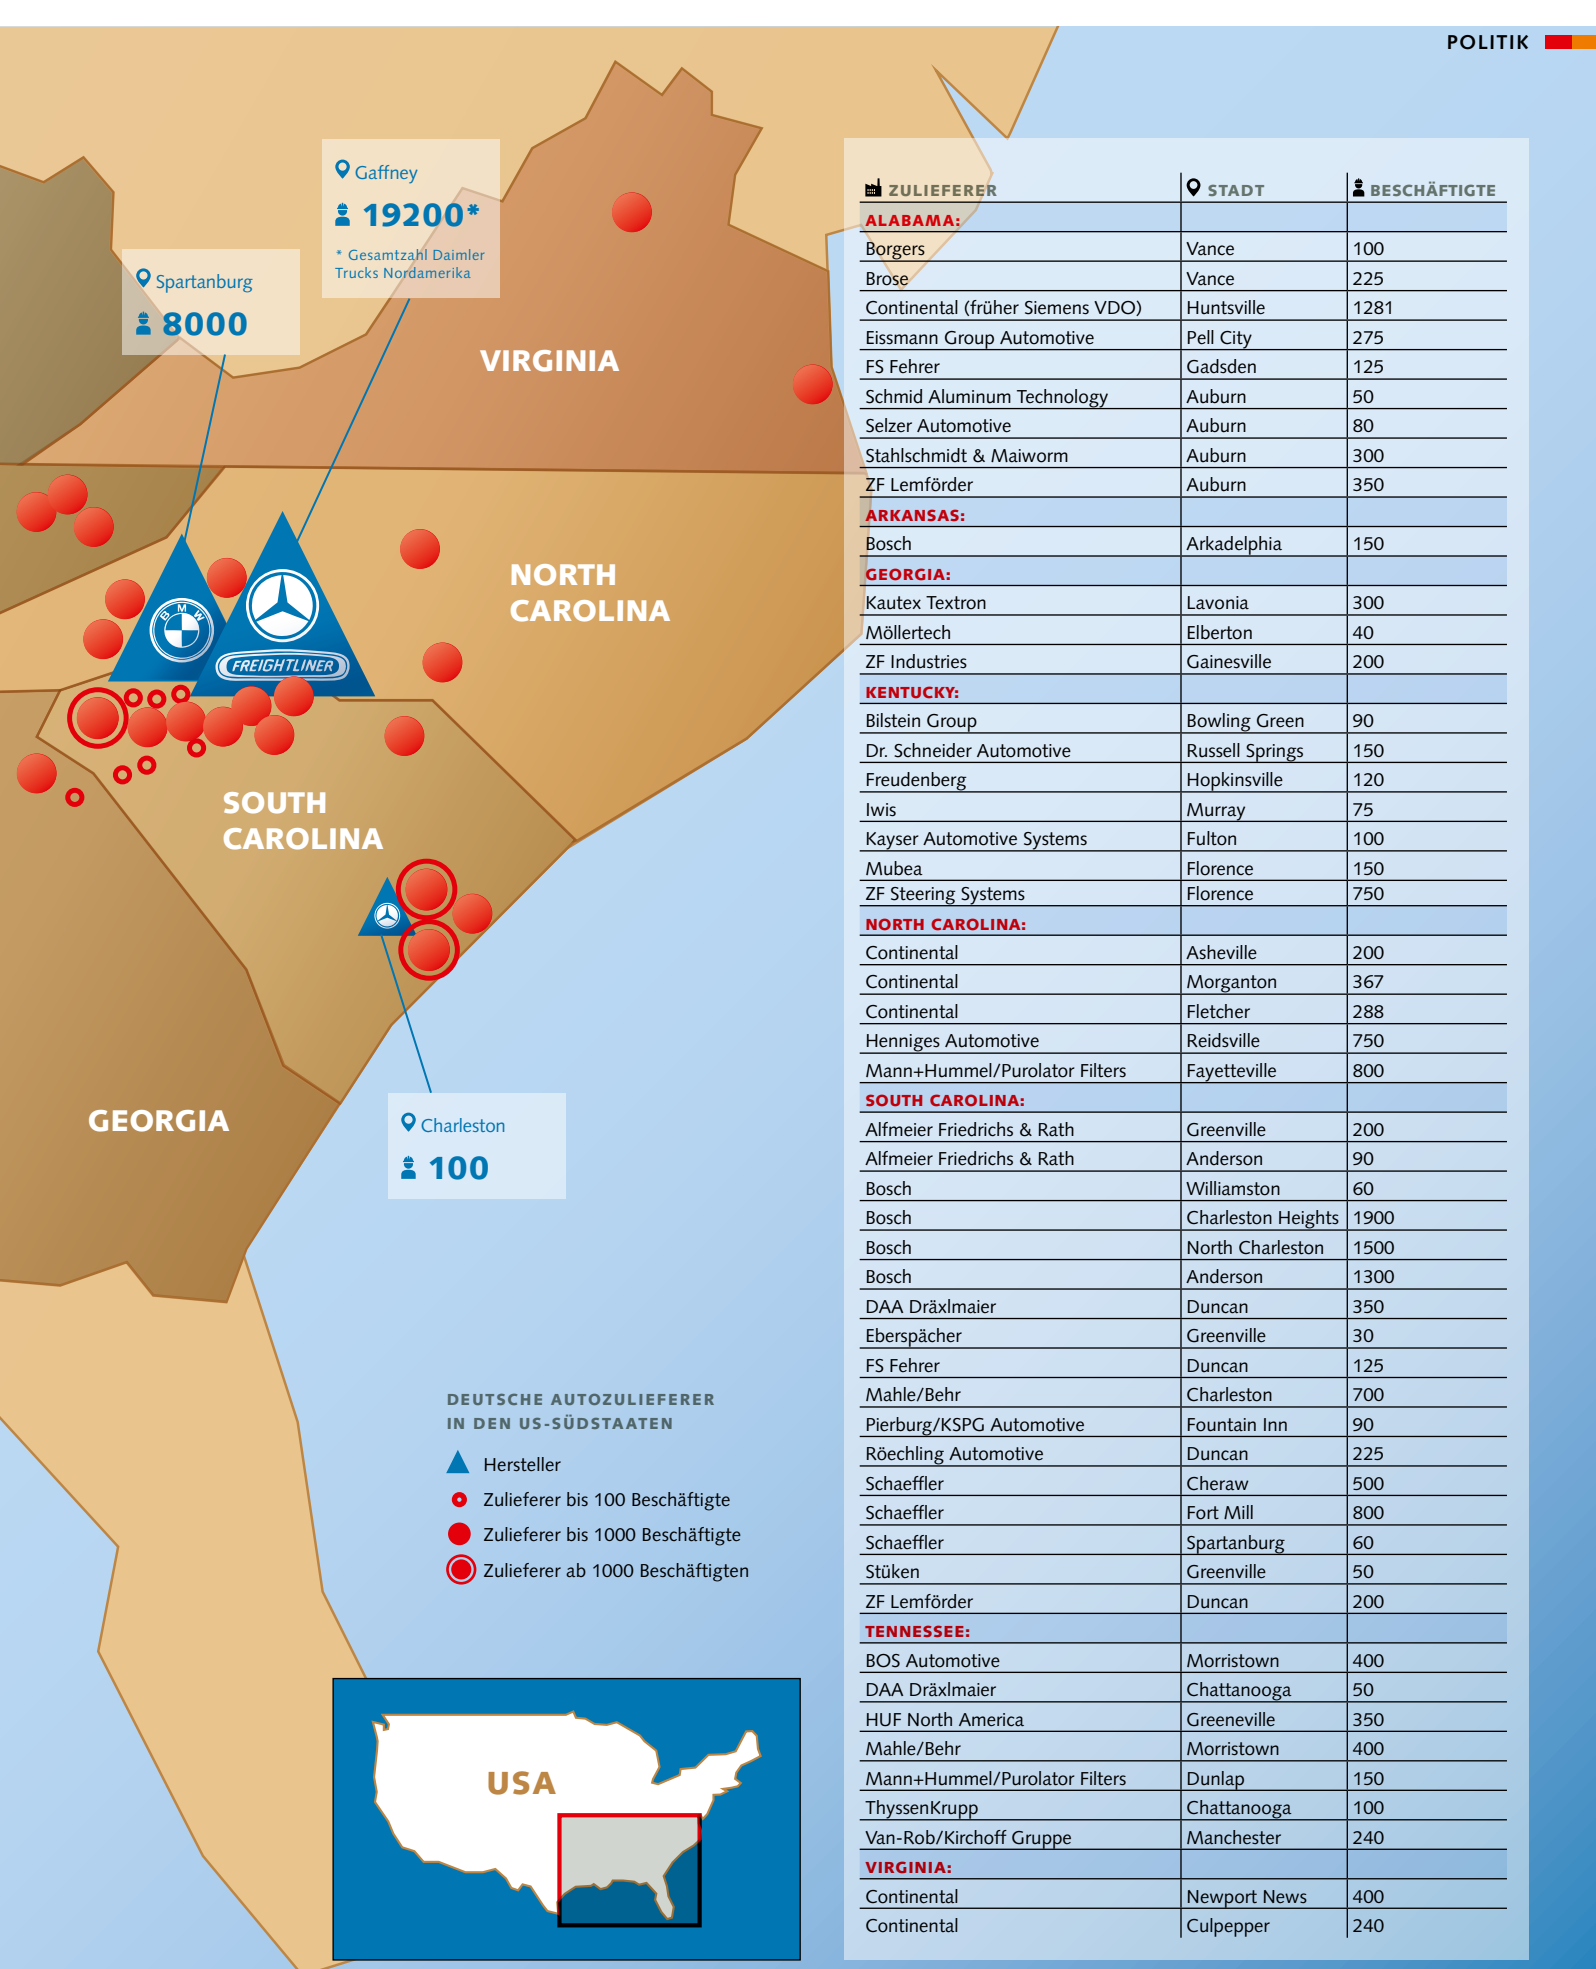 POLITIK
Gaffney
19200*
* Gesamtzahl Daimler
Trucks Nordamerika
Spartanburg
8000
VIRGINIA
NORTH
CAROLINA
BMW
FREIGHTLINER
SOUTH
CAROLINA
GEORGIA
Charleston
100
DEUTSCHE AUTOZULIEFERER
IN DEN US-SÜDSTAATEN
Hersteller
Zulieferer bis 100 Beschäftigte
Zulieferer bis 1000 Beschäftigte
Zulieferer ab 1000 Beschäftigten
USA
ZULIEFERER STADT BESCHÄFTIGTE
ALABAMA:
Borgers Vance 100
Brose Vance 225
Continental (früher Siemens VDO) Huntsville 1281
Eissmann Group Automotive Pell City 275
FS Fehrer Gadsden 125
Schmid Aluminum Technology Auburn 50
Selzer Automotive Auburn 80
Stahlschmidt & Maiworm Auburn 300
ZF Lemförder Auburn 350
ARKANSAS:
Bosch Arkadelphia 150
GEORGIA:
Kautex Textron Lavonia 300
Möllertech Elberton 40
ZF Industries Gainesville 200
KENTUCKY:
Bilstein Group Bowling Green 90
Dr. Schneider Automotive Russell Springs 150
Freudenberg Hopkinsville 120
Iwis Murray 75
Kayser Automotive Systems Fulton 100
Mubea Florence 150
ZF Steering Systems Florence 750
NORTH CAROLINA:
Continental Asheville 200
Continental Morganton 367
Continental Fletcher 288
Henniges Automotive Reidsville 750
Mann+Hummel/Purolator Filters Fayetteville 800
SOUTH CAROLINA:
Alfmeier Friedrichs & Rath Greenville 200
Alfmeier Friedrichs & Rath Anderson 90
Bosch Williamston 60
Bosch Charleston Heights 1900
Bosch North Charleston 1500
Bosch Anderson 1300
DAA Dräxlmaier Duncan 350
Eberspächer Greenville 30
FS Fehrer Duncan 125
Mahle/Behr Charleston 700
Pierburg/KSPG Automotive Fountain Inn 90
Röechling Automotive Duncan 225
Schaeffler Cheraw 500
Schaeffler Fort Mill 800
Schaeffler Spartanburg 60
Stüken Greenville 50
ZF Lemförder Duncan 200
TENNESSEE:
BOS Automotive Morristown 400
DAA Dräxlmaier Chattanooga 50
HUF North America Greeneville 350
Mahle/Behr Morristown 400
Mann+Hummel/Purolator Filters Dunlap 150
ThyssenKrupp Chattanooga 100
Van-Rob/Kirchoff Gruppe Manchester 240
VIRGINIA:
Continental Newport News 400
Continental Culpepper 240